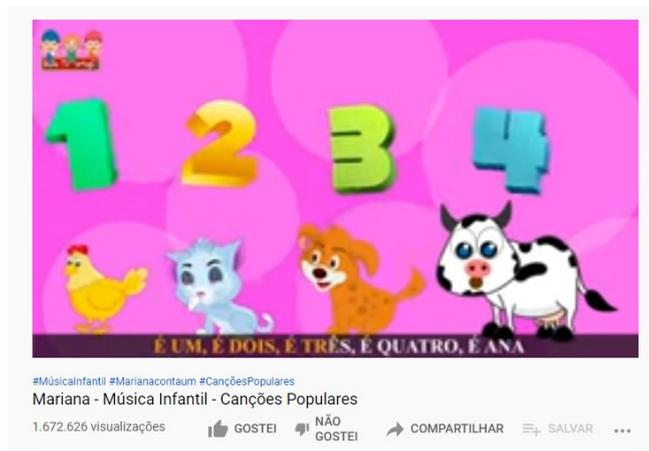 1 2 3 4
É UM, É DOIS, É TRÊS, É QUATRO, É ANA
#MúsicaInfantil #Marianacontaum #CançõesPopulares
Mariana - Música Infantil - Canções Populares
1.672.626 visualizações GOSTEI NÃO GOSTEI COMPARTILHAR SALVAR